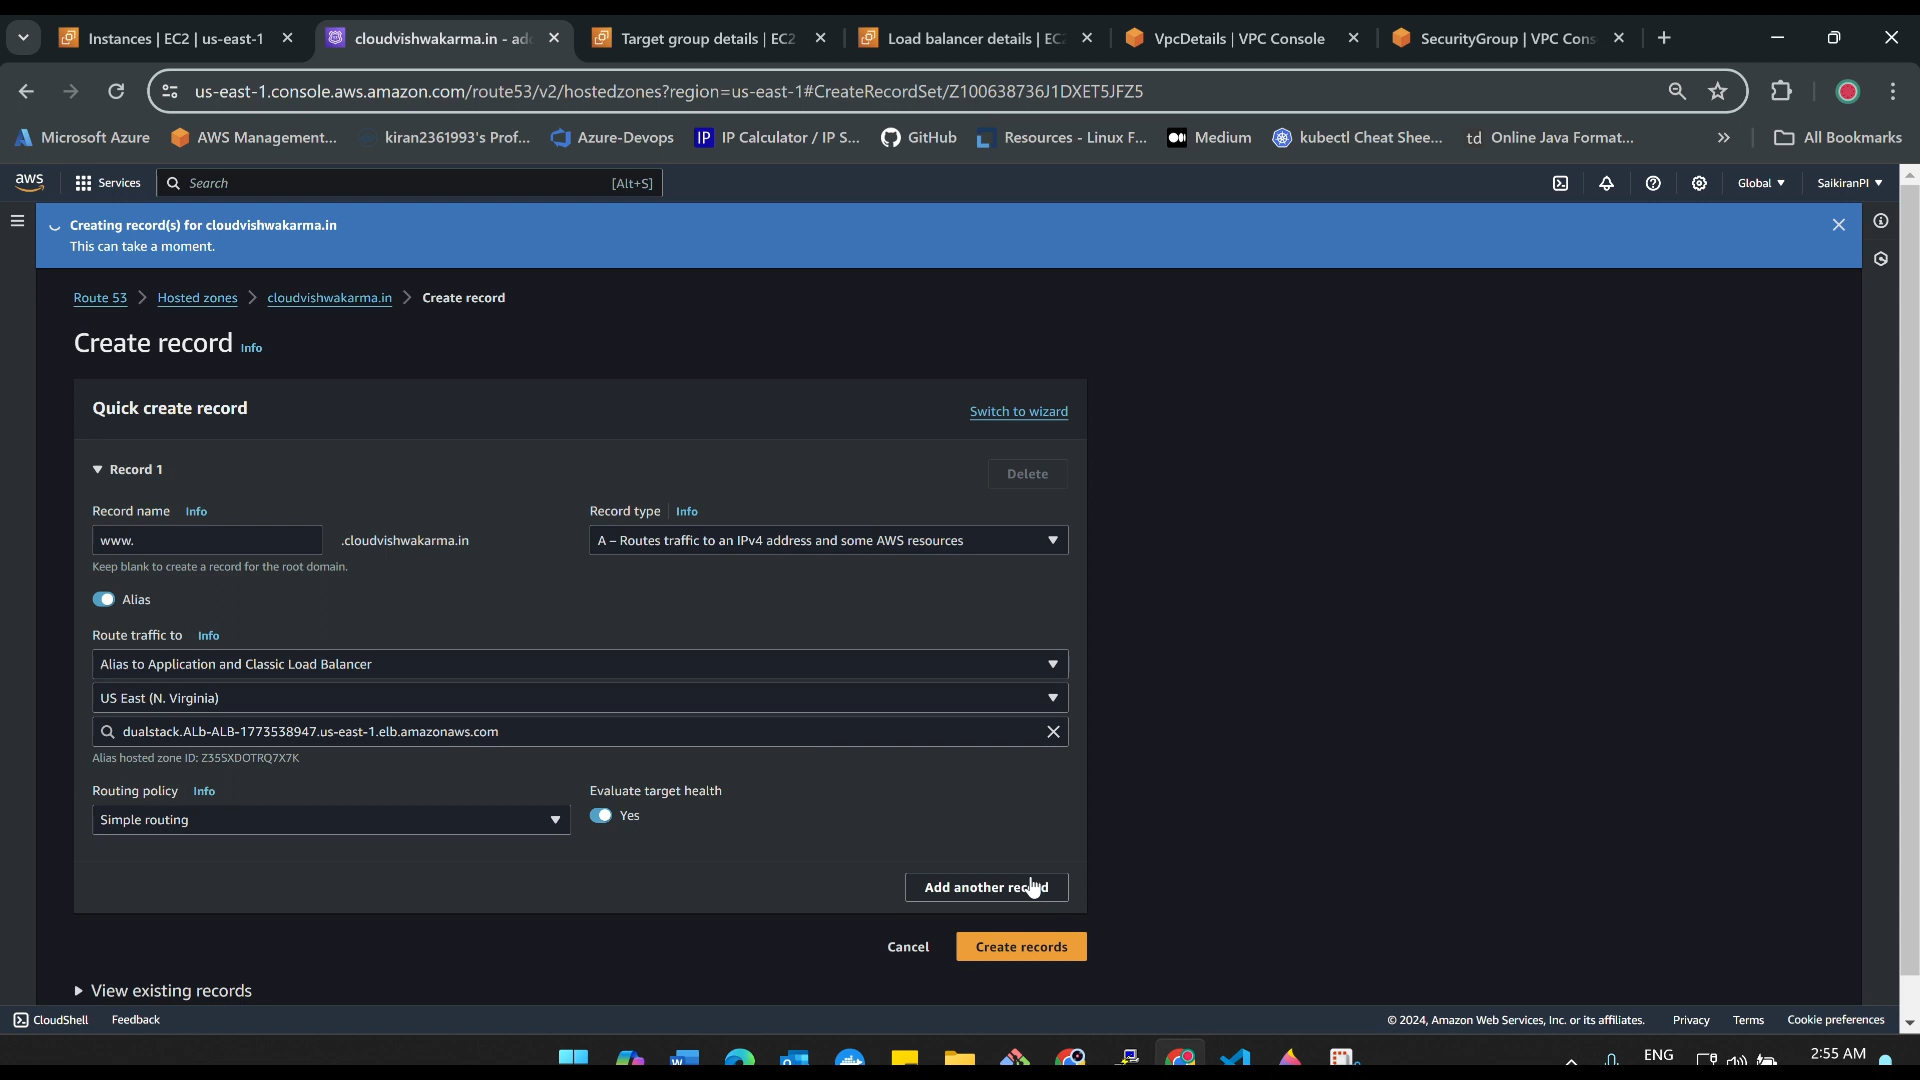 Instances | EC2 | us-east-1
cloudvishwakarma.in - ad
Target group details | EC2
Load balancer details | EC
VpcDetails | VPC Console
SecurityGroup | VPC Cons
us-east-1.console.aws.amazon.com/route53/v2/hostedzones?region=us-east-1#CreateRecordSet/Z100638736J1DXET5JFZ5
Microsoft Azure
AWS Management...
kiran2361993's Prof...
Azure-Devops
IP IP Calculator / IP S...
GitHub
Resources - Linux F...
Medium
kubectl Cheat Shee...
td Online Java Format...
»
All Bookmarks
aws
Services
Search
[Alt+S]
Global
SaikiranPI
Creating record(s) for cloudvishwakarma.in
This can take a moment.
Route 53 > Hosted zones > cloudvishwakarma.in > Create record
Create record Info
Quick create record
Switch to wizard
Record 1
Delete
Record name Info
Record type Info
www.
.cloudvishwakarma.in
A – Routes traffic to an IPv4 address and some AWS resources
Keep blank to create a record for the root domain.
Alias
Route traffic to Info
Alias to Application and Classic Load Balancer
US East (N. Virginia)
dualstack.ALb-ALB-1773538947.us-east-1.elb.amazonaws.com
Alias hosted zone ID: Z35SXDOTRQ7X7K
Routing policy Info
Evaluate target health
Simple routing
Yes
Add another record
Cancel
Create records
View existing records
CloudShell
Feedback
© 2024, Amazon Web Services, Inc. or its affiliates.
Privacy
Terms
Cookie preferences
ENG
2:55 AM